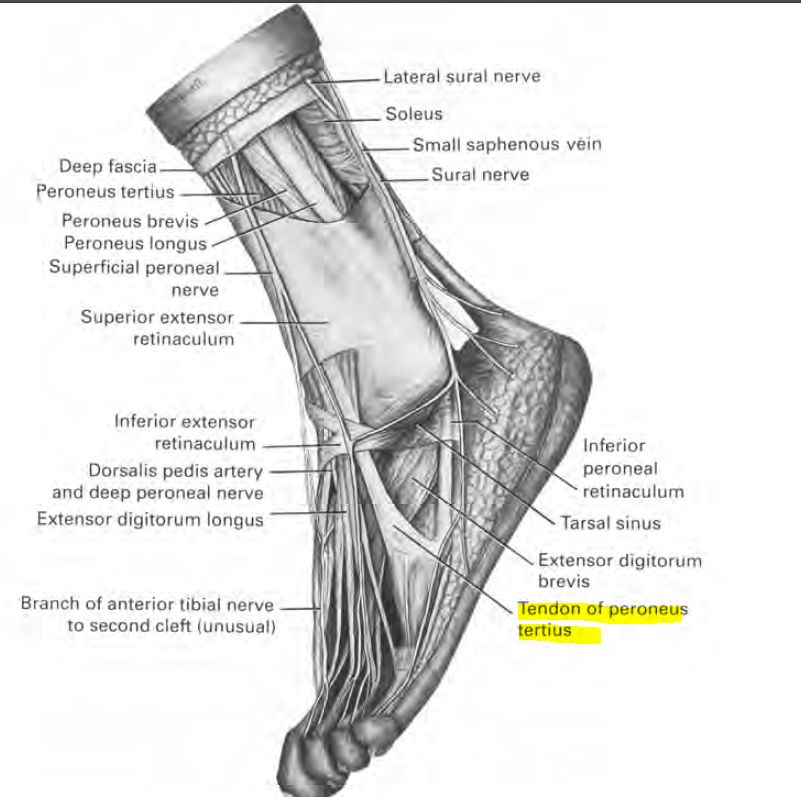 Lateral sural nerve
Soleus
Small saphenous vein
Sural nerve
Deep fascia
Peroneus tertius
Peroneus brevis
Peroneus longus
Superficial peroneal
nerve
Superior extensor
retinaculum
Inferior extensor
retinaculum
Dorsalis pedis artery
and deep peroneal nerve
Extensor digitorum longus
Branch of anterior tibial nerve
to second cleft (unusual)
Inferior
peroneal
retinaculum
Tarsal sinus
Extensor digitorum
brevis
Tendon of peroneus
tertius